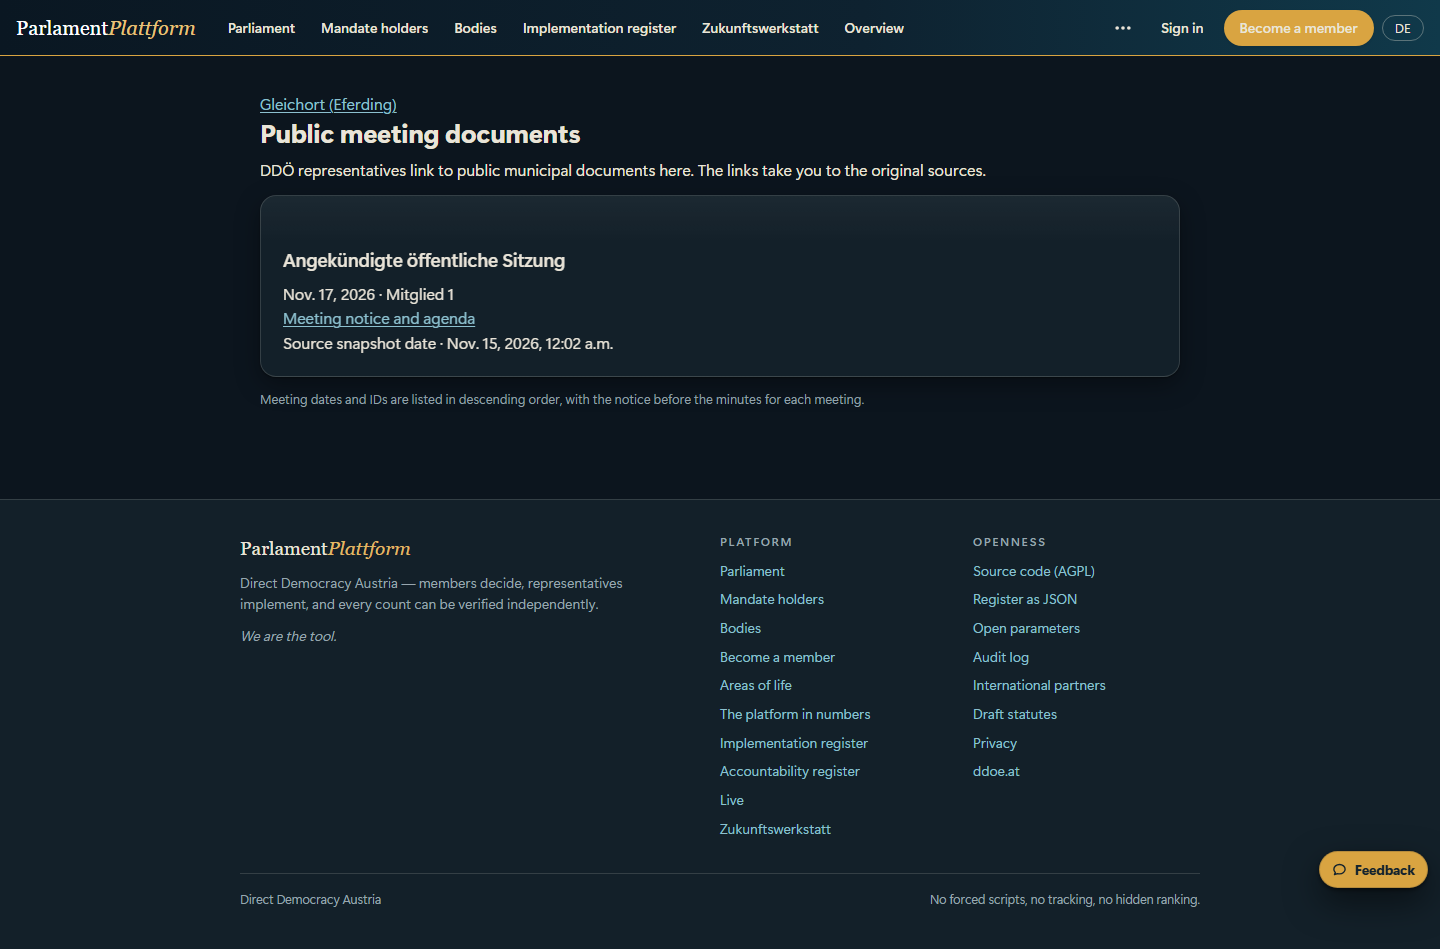 ParlamentPlattform
Parliament
Mandate holders
Bodies
Implementation register
Zukunftswerkstatt
Overview
Sign in
Become a member
DE
Gleichort (Eferding)
Public meeting documents
DDÖ representatives link to public municipal documents here. The links take you to the original sources.
Angekündigte öffentliche Sitzung
Nov. 17, 2026 · Mitglied 1
Meeting notice and agenda
Source snapshot date · Nov. 15, 2026, 12:02 a.m.
Meeting dates and IDs are listed in descending order, with the notice before the minutes for each meeting.
ParlamentPlattform
Direct Democracy Austria — members decide, representatives
implement, and every count can be verified independently.
We are the tool.
PLATFORM
Parliament
Mandate holders
Bodies
Become a member
Areas of life
The platform in numbers
Implementation register
Accountability register
Live
Zukunftswerkstatt
OPENNESS
Source code (AGPL)
Register as JSON
Open parameters
Audit log
International partners
Draft statutes
Privacy
ddoe.at
Feedback
Direct Democracy Austria
No forced scripts, no tracking, no hidden ranking.